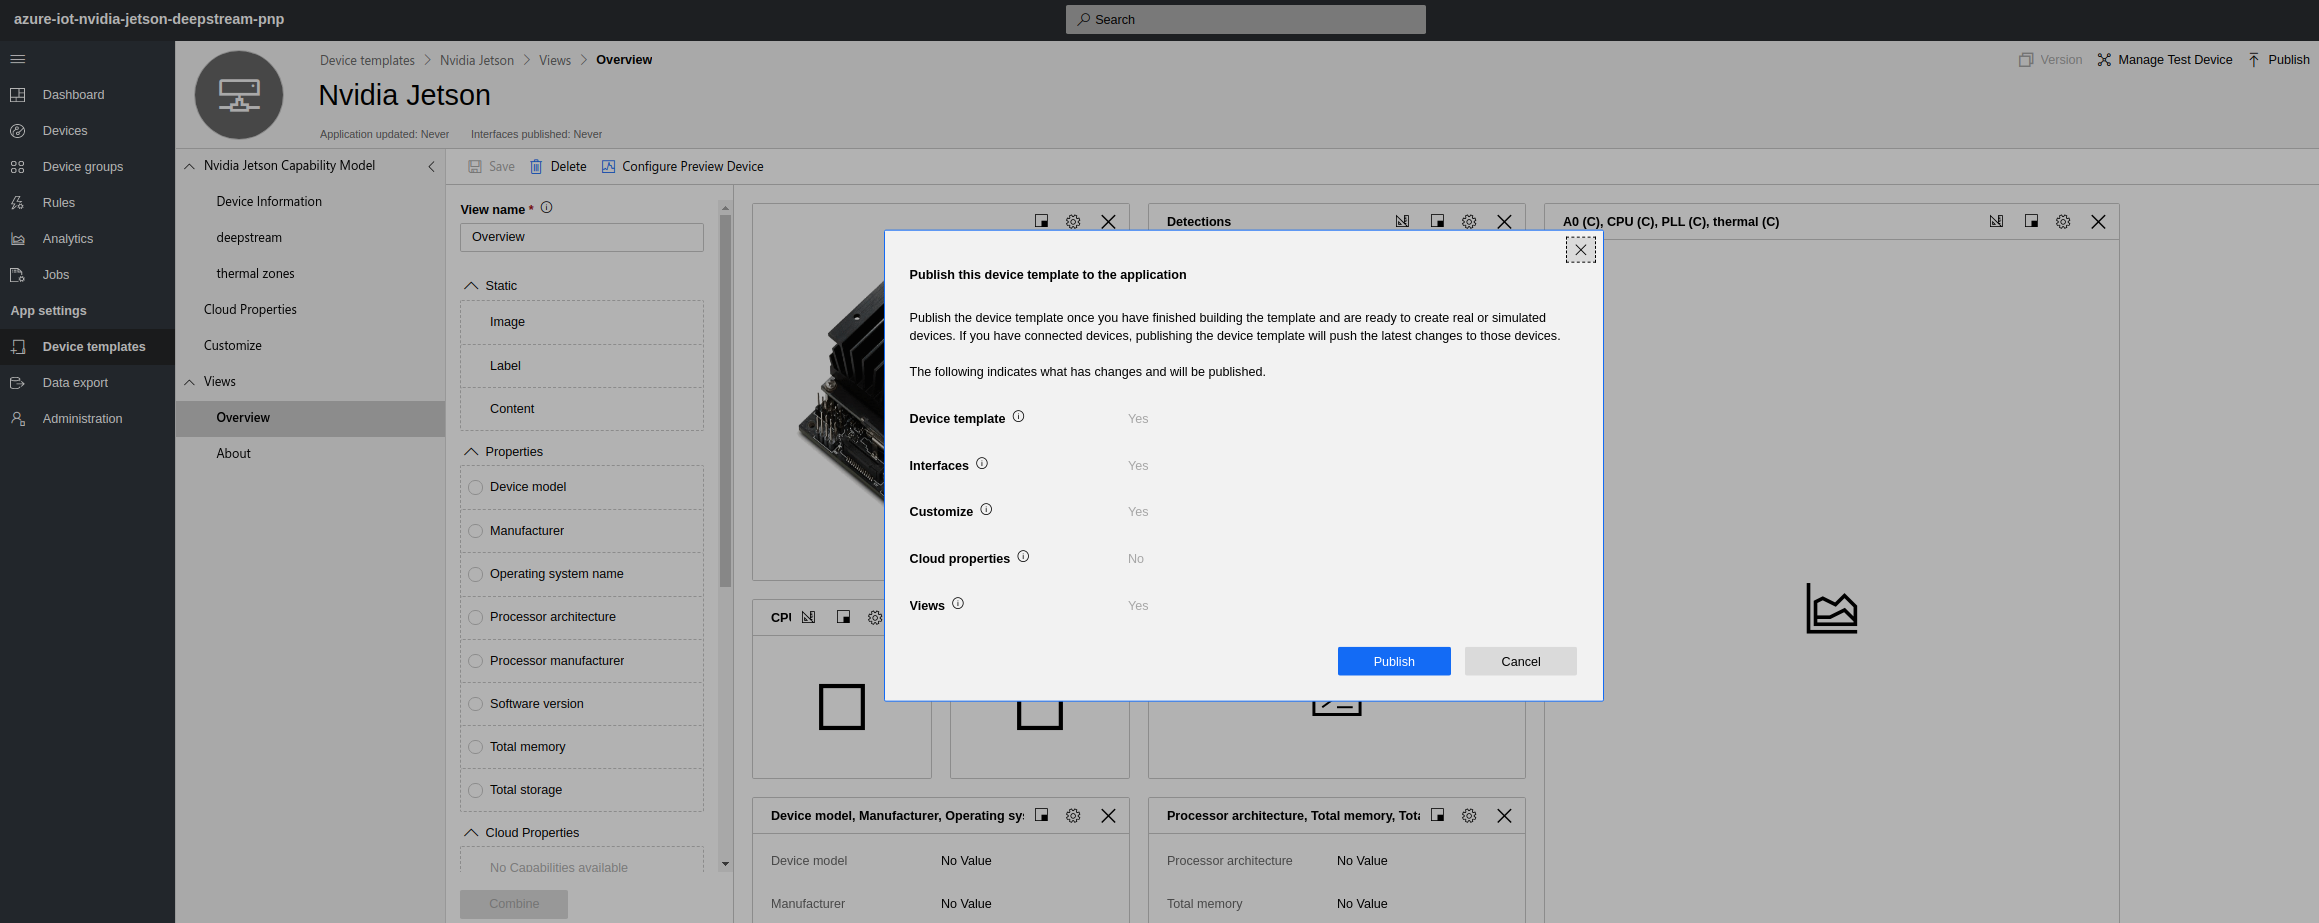 azure-iot-nvidia-jetson-deepstream-pnp
Search
Dashboard
Devices
Device groups
Rules
Analytics
Jobs
App settings
Device templates
Data export
Administration
Device templates > Nvidia Jetson > Views > Overview
Nvidia Jetson
Application updated: Never Interfaces published: Never
Version Manage Test Device Publish
Nvidia Jetson Capability Model
Device Information
deepstream
thermal zones
Cloud Properties
Customize
Views
Overview
About
Save Delete Configure Preview Device
View name *
Overview
Static
Image
Label
Content
Properties
Device model
Manufacturer
Operating system name
Processor architecture
Processor manufacturer
Software version
Total memory
Total storage
Cloud Properties
No Capabilities available
Combine
Detections
A0 (C), CPU (C), PLL (C), thermal (C)
Publish this device template to the application
Publish the device template once you have finished building the template and are ready to create real or simulated
devices. If you have connected devices, publishing the device template will push the latest changes to those devices.
The following indicates what has changes and will be published.
Device template Yes
Interfaces Yes
Customize Yes
Cloud properties No
Views Yes
Publish Cancel
Device model, Manufacturer, Operating sy
Device model No Value
Manufacturer No Value
Processor architecture, Total memory, Tota
Processor architecture No Value
Total memory No Value